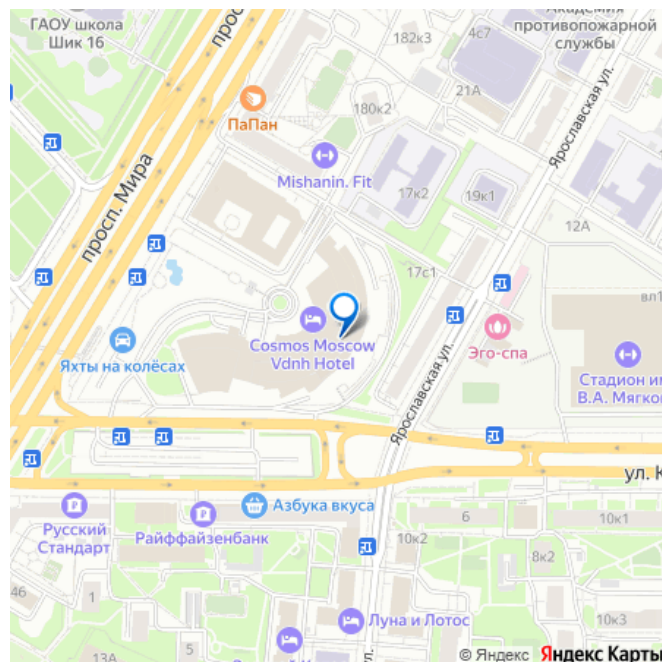 ГАОУ школа
Шик 16
просп
182к3
4с7
Академия
противопожарной
службы
21А
ПаПан
180к2
Ярославская ул.
просп. Мира
Mishanin. Fit
17к2
19к1
12А
17с1
вл1
Cosmos Moscow
Vdnh Hotel
Яхты на колёсах
Эго-спа
Стадион им
В.А. Мягко
Ярославская ул.
ул. К
Азбука вкуса
Русский
Стандарт
Райффайзенбанк
6
10к1
10к2
8к2
1
46
Луна и Лотос
10к3
5
13А
ул.
© Яндекс Яндекс Карты